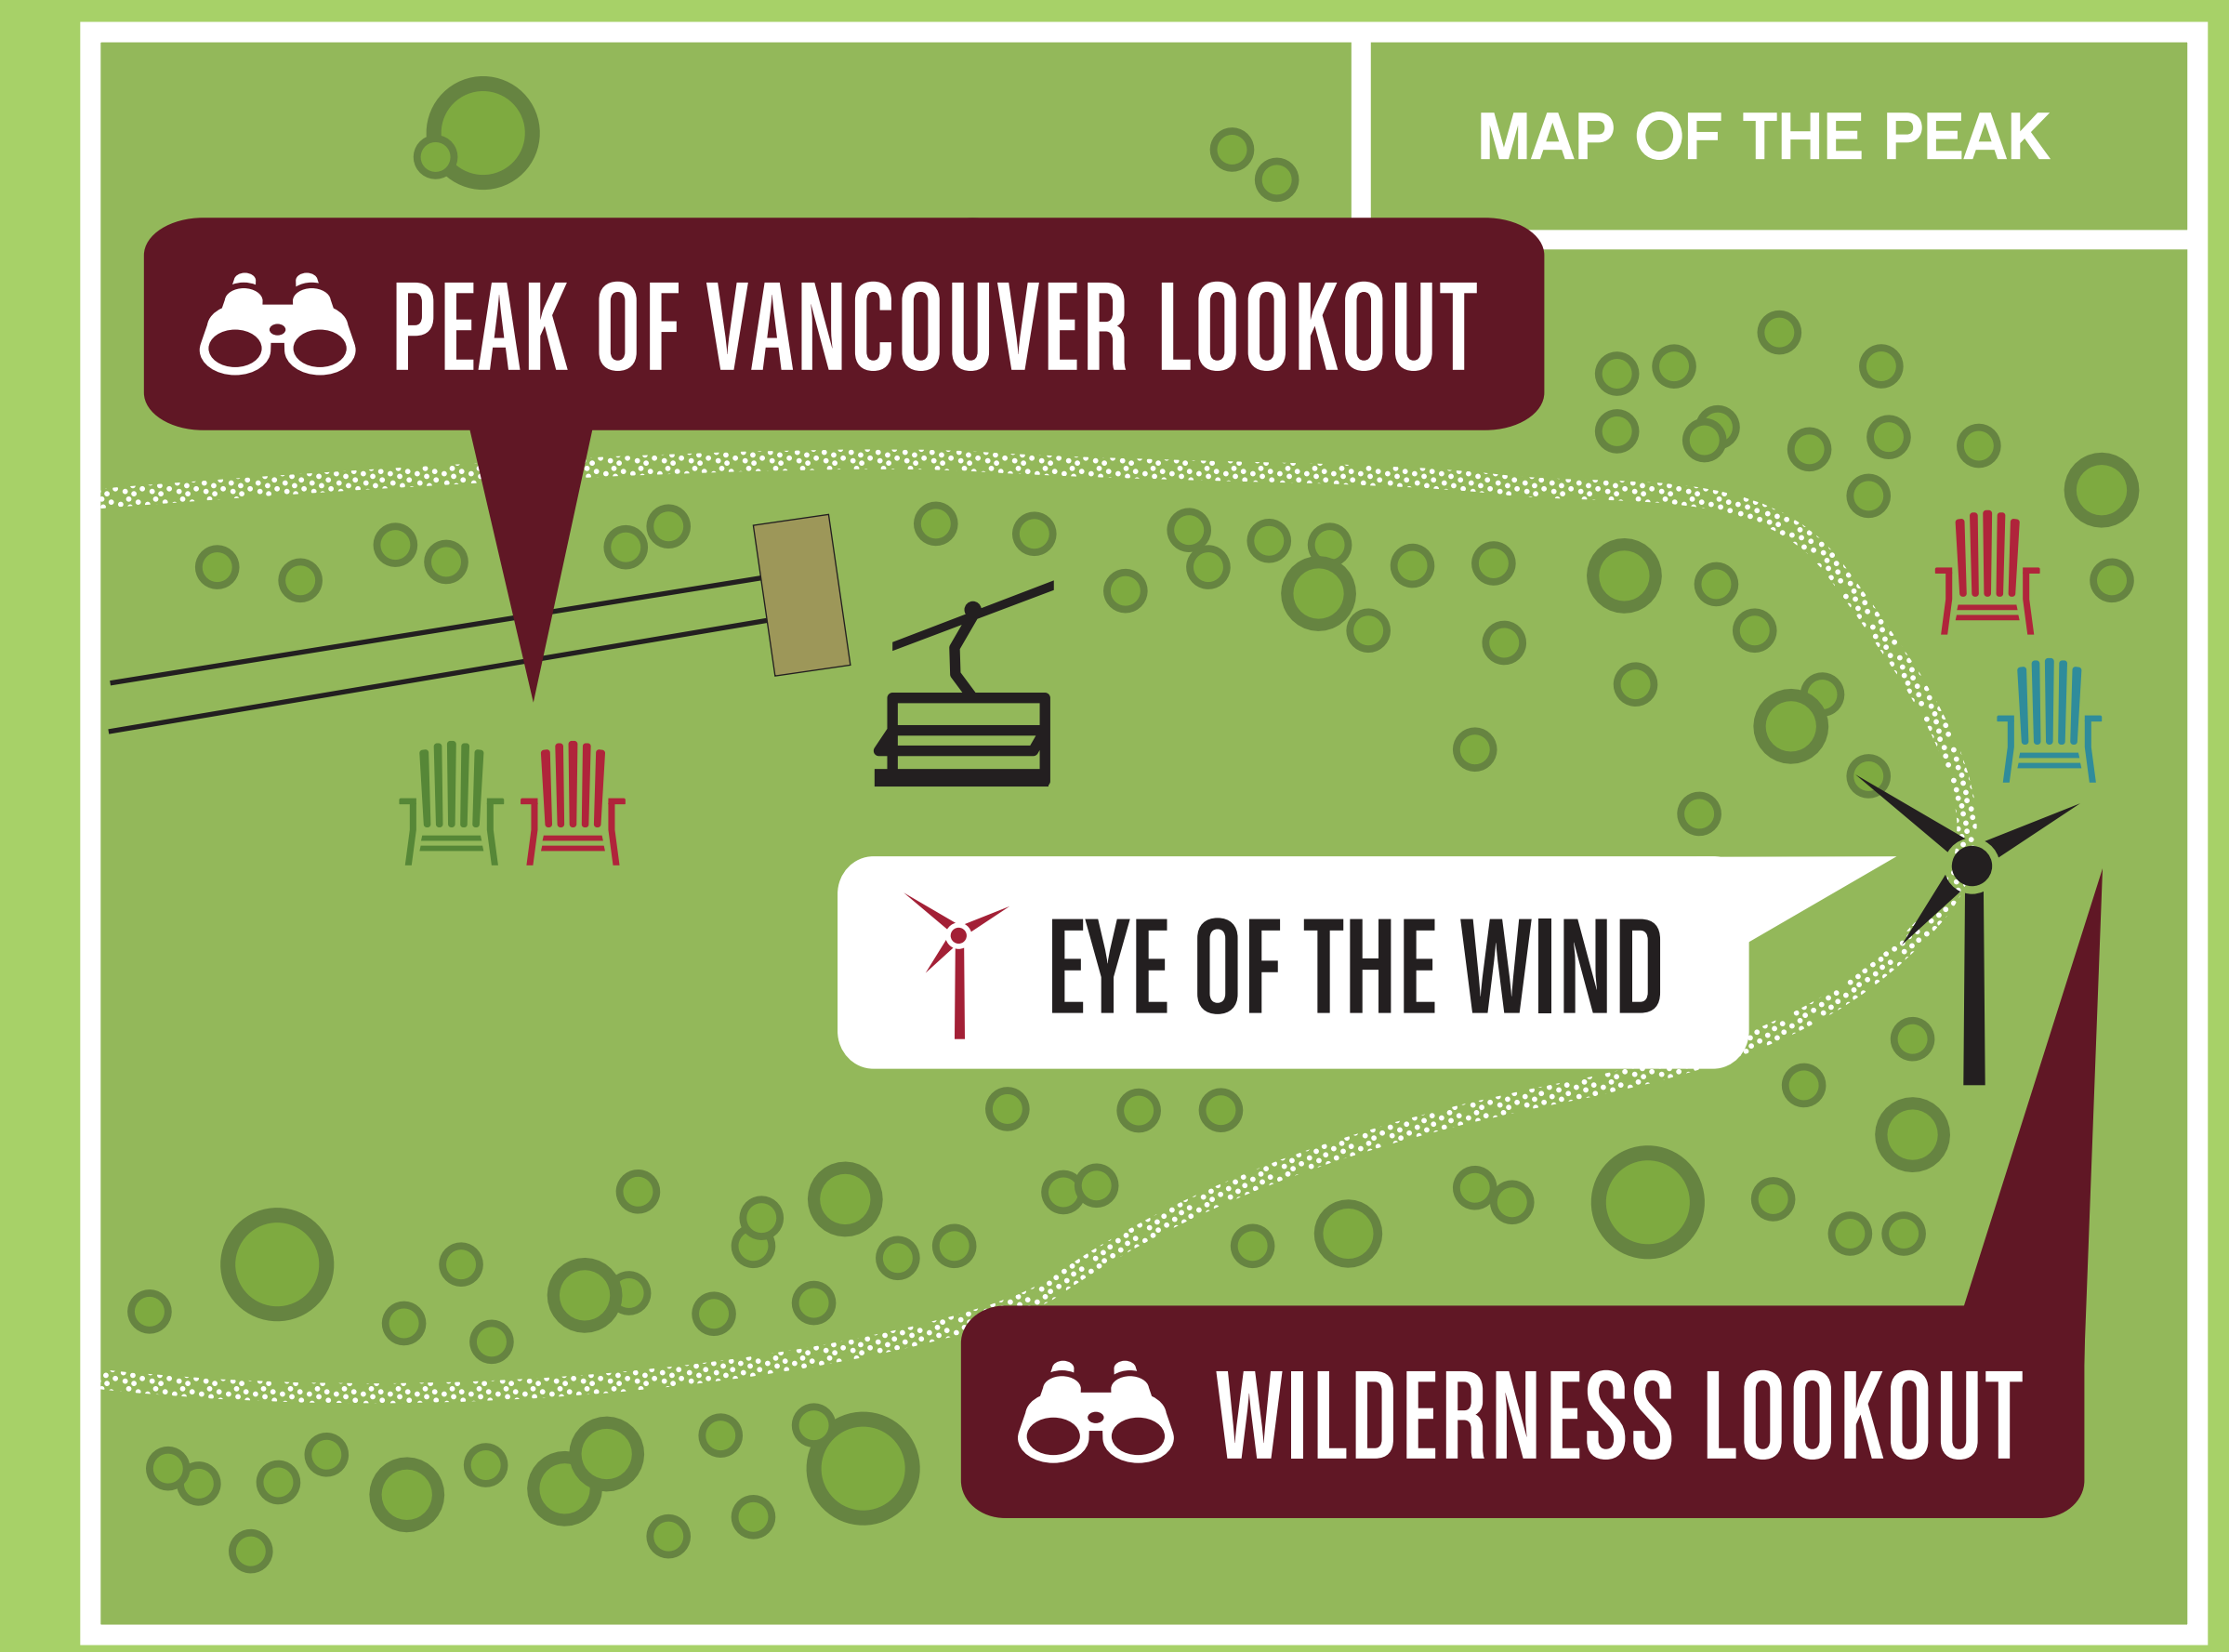 MAP OF THE PEAK
PEAK OF VANCOUVER LOOKOUT
EYE OF THE WIND
WILDERNESS LOOKOUT